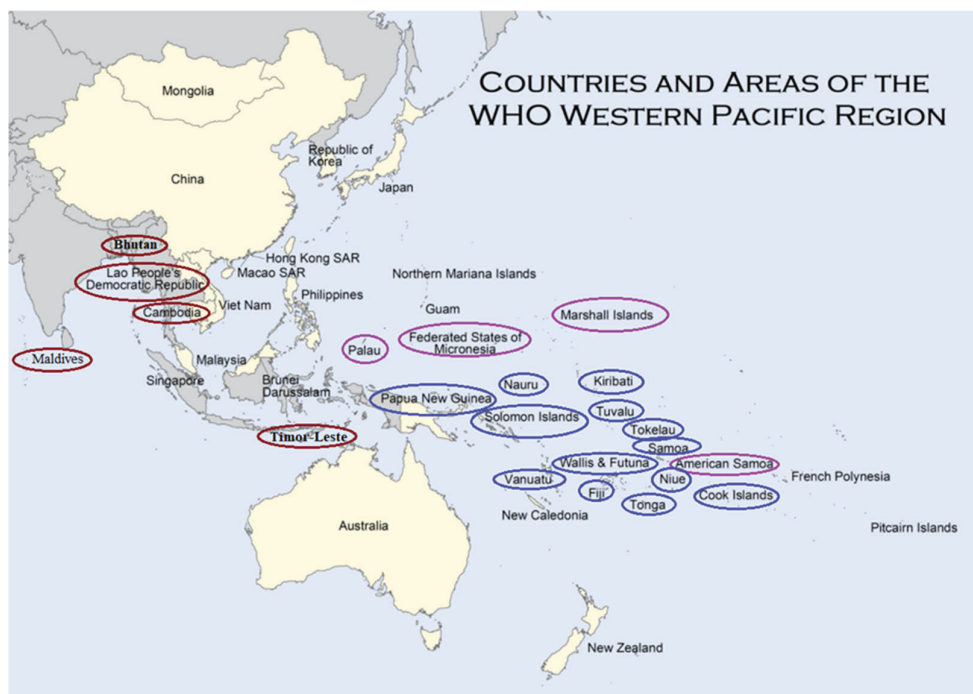 COUNTRIES AND AREAS OF THE
WHO WESTERN PACIFIC REGION
Mongolia
Republic of
Korea
China
Japan
Bhutan
Hong Kong SAR
Macao SAR
Lao People's
Democratic Republic
Northern Mariana Islands
Philippines
Viet Nam
Cambodia
Guam
Marshall Islands
Federated States of
Micronesia
Palau
Maldives
Malaysia
Singapore
Brunei
Darussalam
Nauru
Kiribati
Papua New Guinea
Solomon Islands
Tuvalu
Tokelau
Timor-Leste
Samoa
Wallis & Futuna
American Samoa
Vanuatu
Niue
French Polynesia
Fiji
Cook Islands
Tonga
New Caledonia
Australia
Pitcairn Islands
New Zealand